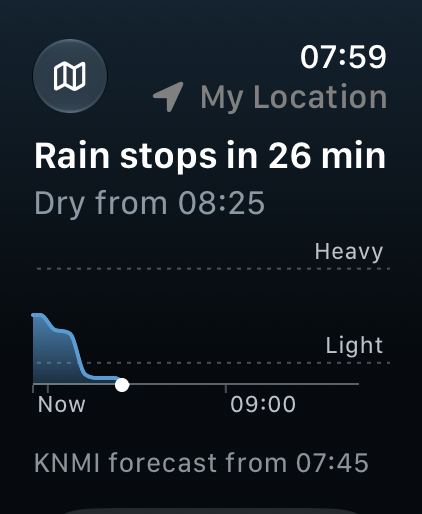 07:59
My Location
Rain stops in 26 min
Dry from 08:25
Heavy
Light
Now 09:00
KNMI forecast from 07:45